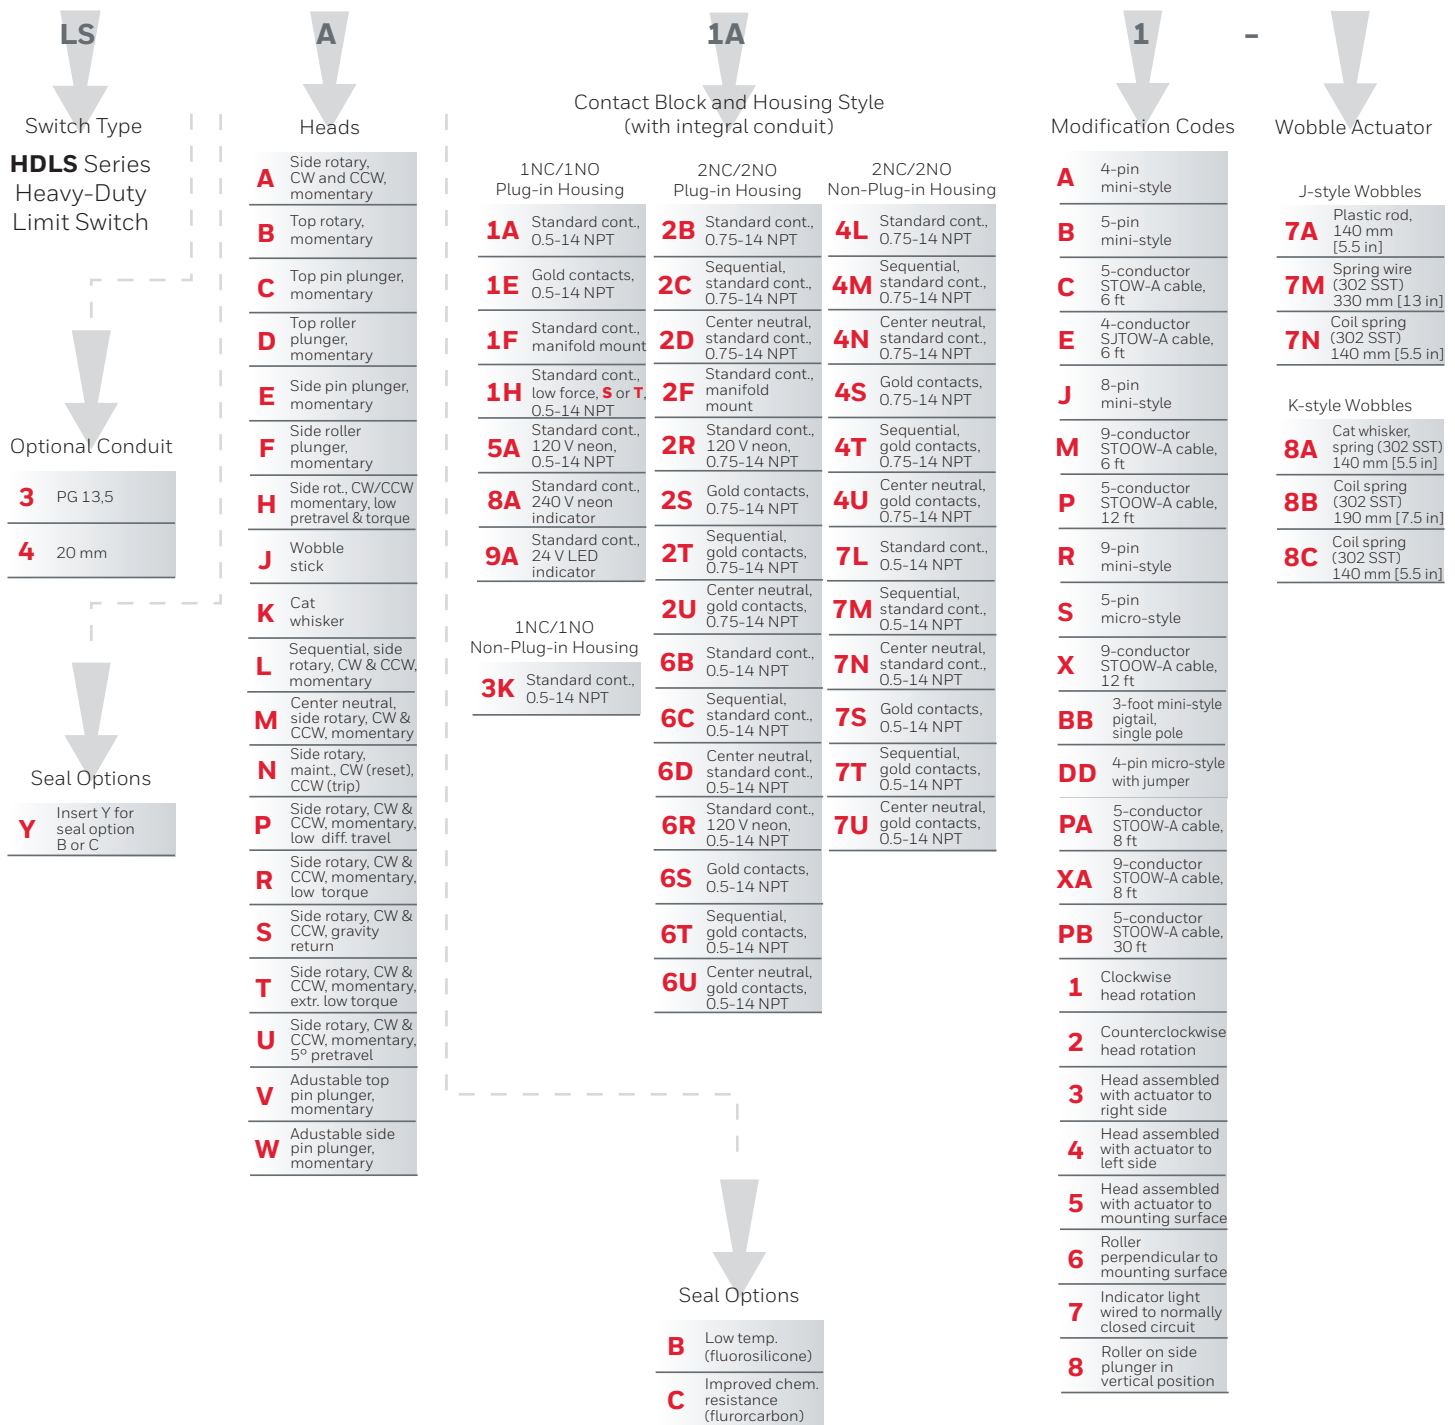 LS
A
1A
1
-
Switch Type
HDLS Series
Heavy-Duty
Limit Switch
Optional Conduit
3
PG 13,5
4
20 mm
Seal Options
Y
Insert Y for
seal option
B or C
Heads
A
Side rotary,
CW and CCW,
momentary
B
Top rotary,
momentary
C
Top pin plunger,
momentary
D
Top roller
plunger,
momentary
E
Side pin plunger,
momentary
F
Side roller
plunger,
momentary
H
Side rot., CW/CCW
momentary, low
pretravel & torque
J
Wobble
stick
K
Cat
whisker
L
Sequential, side
rotary, CW & CCW,
momentary
M
Center neutral,
side rotary, CW &
CCW, momentary
N
Side rotary,
maint., CW (reset),
CCW (trip)
P
Side rotary, CW &
CCW, momentary,
low diff. travel
R
Side rotary, CW &
CCW, momentary,
low torque
S
Side rotary, CW &
CCW, gravity
return
T
Side rotary, CW &
CCW, momentary,
extr. low torque
U
Side rotary, CW &
CCW, momentary,
5° pretravel
V
Adustable top
pin plunger,
momentary
W
Adustable side
pin plunger,
momentary
Contact Block and Housing Style
(with integral conduit)
1NC/1NO
Plug-in Housing
1A
Standard cont.,
0.5-14 NPT
1E
Gold contacts,
0.5-14 NPT
1F
Standard cont.,
manifold mount
1H
Standard cont.,
low force, S or T,
0.5-14 NPT
5A
Standard cont.,
120 V neon,
0.5-14 NPT
8A
Standard cont.,
240 V neon
indicator
9A
Standard cont.,
24 V LED
indicator
1NC/1NO
Non-Plug-in Housing
3K
Standard cont.,
0.5-14 NPT
2NC/2NO
Plug-in Housing
2B
Standard cont.,
0.75-14 NPT
2C
Sequential,
standard cont.,
0.75-14 NPT
2D
Center neutral,
standard cont.,
0.75-14 NPT
2F
Standard cont.,
manifold
mount
2R
Standard cont.,
120 V neon,
0.75-14 NPT
2S
Gold contacts,
0.75-14 NPT
2T
Sequential,
gold contacts,
0.75-14 NPT
2U
Center neutral,
gold contacts,
0.75-14 NPT
6B
Standard cont.,
0.5-14 NPT
6C
Sequential,
standard cont.,
0.5-14 NPT
6D
Center neutral,
standard cont.,
0.5-14 NPT
6R
Standard cont.,
120 V neon,
0.5-14 NPT
6S
Gold contacts,
0.5-14 NPT
6T
Sequential,
gold contacts,
0.5-14 NPT
6U
Center neutral,
gold contacts,
0.5-14 NPT
2NC/2NO
Non-Plug-in Housing
4L
Standard cont.,
0.75-14 NPT
4M
Sequential,
standard cont.,
0.75-14 NPT
4N
Center neutral,
standard cont.,
0.75-14 NPT
4S
Gold contacts,
0.75-14 NPT
4T
Sequential,
gold contacts,
0.75-14 NPT
4U
Center neutral,
gold contacts,
0.75-14 NPT
7L
Standard cont.,
0.5-14 NPT
7M
Sequential,
standard cont.,
0.5-14 NPT
7N
Center neutral,
standard cont.,
0.5-14 NPT
7S
Gold contacts,
0.5-14 NPT
7T
Sequential,
gold contacts,
0.5-14 NPT
7U
Center neutral,
gold contacts,
0.5-14 NPT
Seal Options
B
Low temp.
(fluorosilicone)
C
Improved chem.
resistance
(flurorcarbon)
Modification Codes
A
4-pin
mini-style
B
5-pin
mini-style
C
5-conductor
STOW-A cable,
6 ft
E
4-conductor
SJTOW-A cable,
6 ft
J
8-pin
mini-style
M
9-conductor
STOOW-A cable,
6 ft
P
5-conductor
STOOW-A cable,
12 ft
R
9-pin
mini-style
S
5-pin
micro-style
X
9-conductor
STOOW-A cable,
12 ft
BB
3-foot mini-style
pigtail,
single pole
DD
4-pin micro-style
with jumper
PA
5-conductor
STOOW-A cable,
8 ft
XA
9-conductor
STOOW-A cable,
8 ft
PB
5-conductor
STOOW-A cable,
30 ft
1
Clockwise
head rotation
2
Counterclockwise
head rotation
3
Head assembled
with actuator to
right side
4
Head assembled
with actuator to
left side
5
Head assembled
with actuator to
mounting surface
6
Roller
perpendicular to
mounting surface
7
Indicator light
wired to normally
closed circuit
8
Roller on side
plunger in
vertical position
Wobble Actuator
J-style Wobbles
7A
Plastic rod,
140 mm
[5.5 in]
7M
Spring wire
(302 SST)
330 mm [13 in]
7N
Coil spring
(302 SST)
140 mm [5.5 in]
K-style Wobbles
8A
Cat whisker,
spring (302 SST)
140 mm [5.5 in]
8B
Coil spring
(302 SST)
190 mm [7.5 in]
8C
Coil spring
(302 SST)
140 mm [5.5 in]